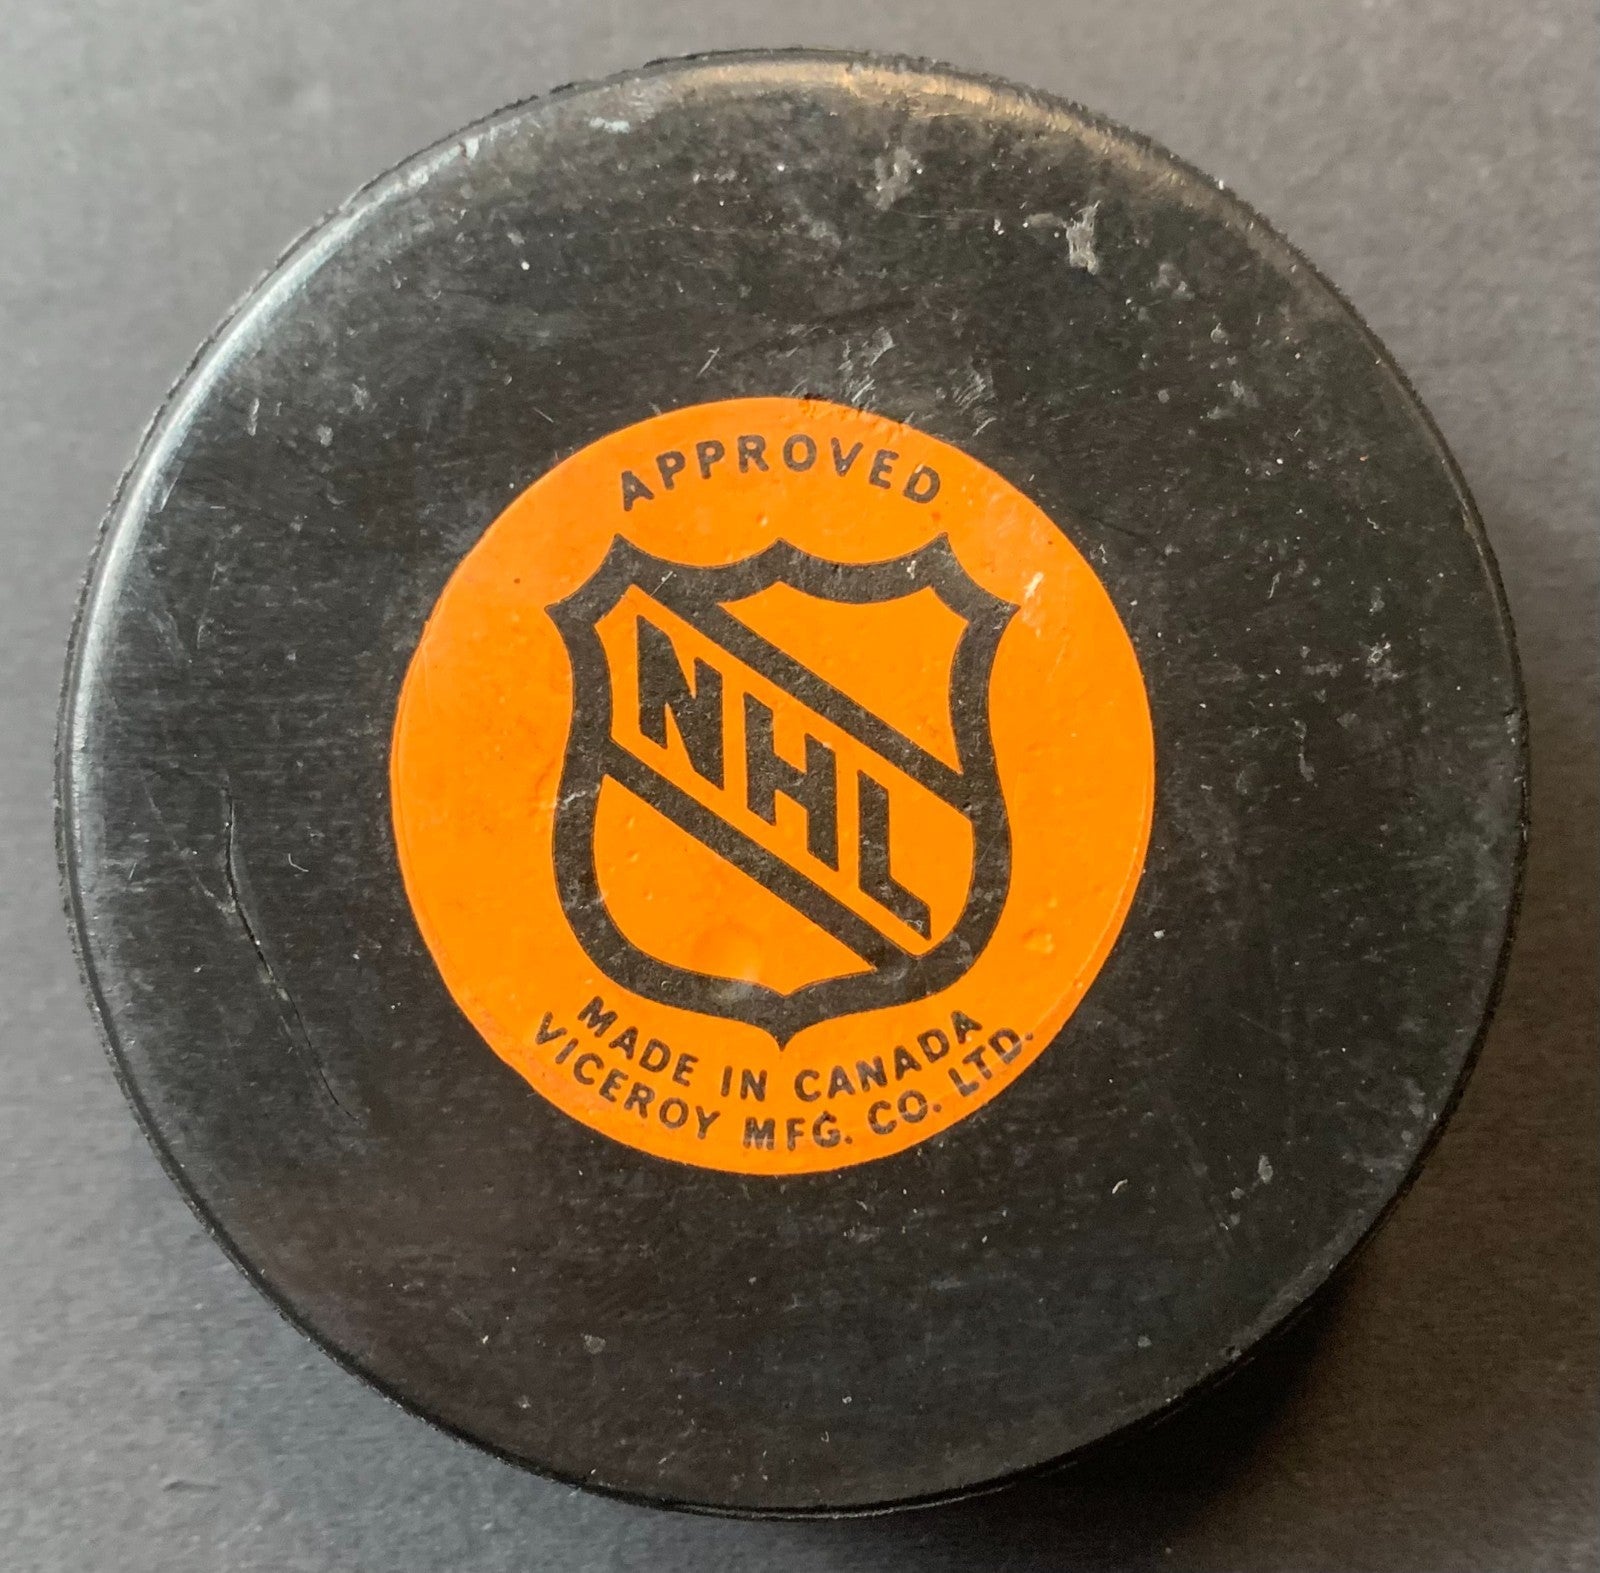 APPROVED
NHL
MADE IN CANADA
VICEROY MFG. CO. LTD.